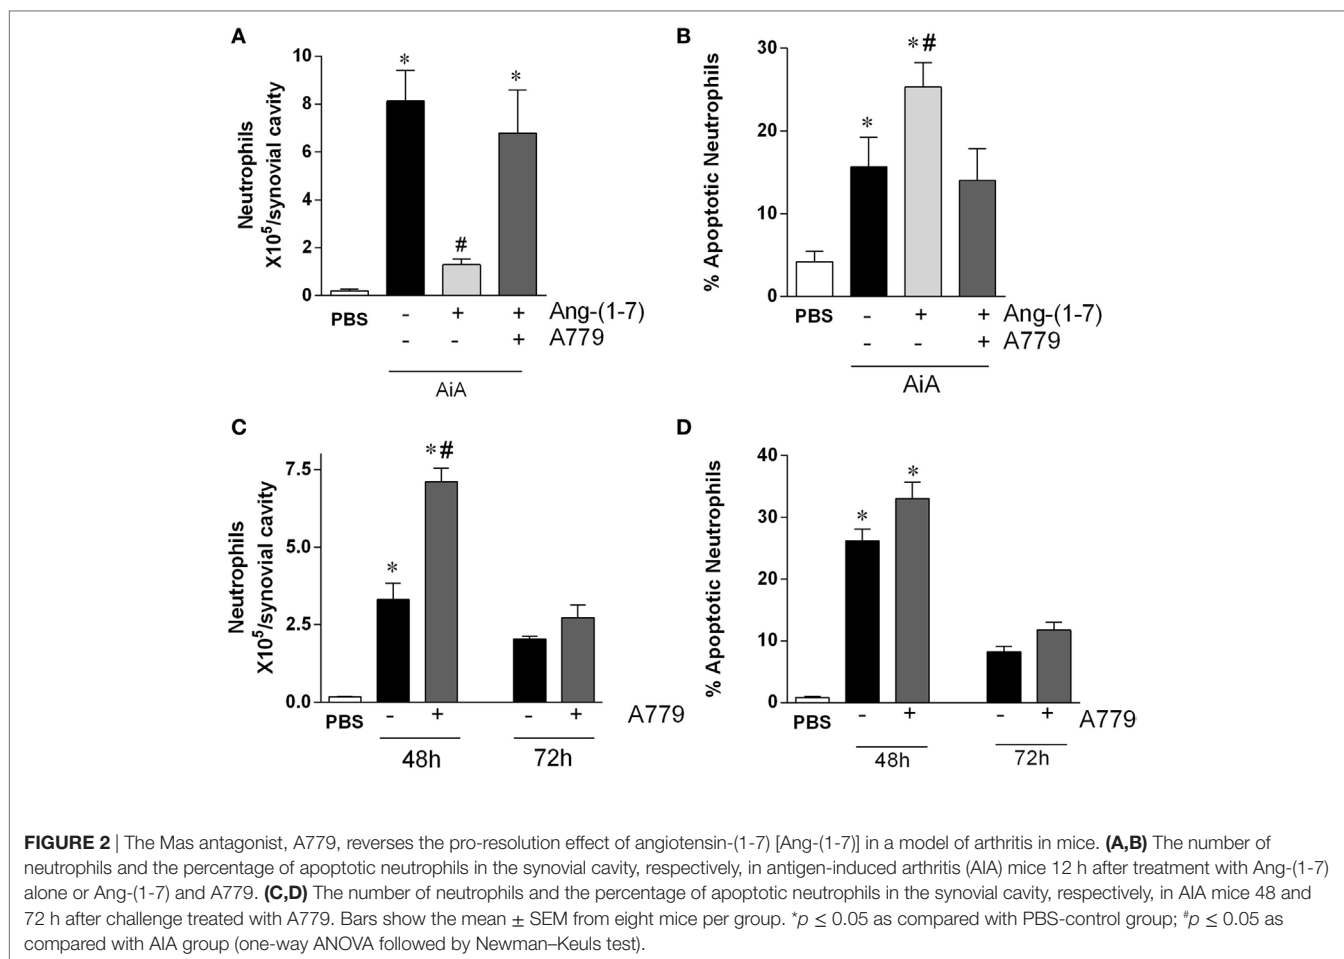 A
Neutrophils
X10⁵/synovial cavity
10
8
6
4
2
0
*
#
*
PBS - + + Ang-(1-7)
- - + A779
AiA
B
% Apoptotic Neutrophils
30
20
10
0
*
*#
PBS - + + Ang-(1-7)
- - + A779
AiA
C
Neutrophils
X10⁵/synovial cavity
7.5
5.0
2.5
0.0
*
*#
PBS - + - + A779
48h 72h
D
% Apoptotic Neutrophils
40
30
20
10
0
*
*
PBS - + - + A779
48h 72h
FIGURE 2 | The Mas antagonist, A779, reverses the pro-resolution effect of angiotensin-(1-7) [Ang-(1-7)] in a model of arthritis in mice. (A,B) The number of
neutrophils and the percentage of apoptotic neutrophils in the synovial cavity, respectively, in antigen-induced arthritis (AIA) mice 12 h after treatment with Ang-(1-7)
alone or Ang-(1-7) and A779. (C,D) The number of neutrophils and the percentage of apoptotic neutrophils in the synovial cavity, respectively, in AIA mice 48 and
72 h after challenge treated with A779. Bars show the mean ± SEM from eight mice per group. *p ≤ 0.05 as compared with PBS-control group; #p ≤ 0.05 as
compared with AIA group (one-way ANOVA followed by Newman–Keuls test).